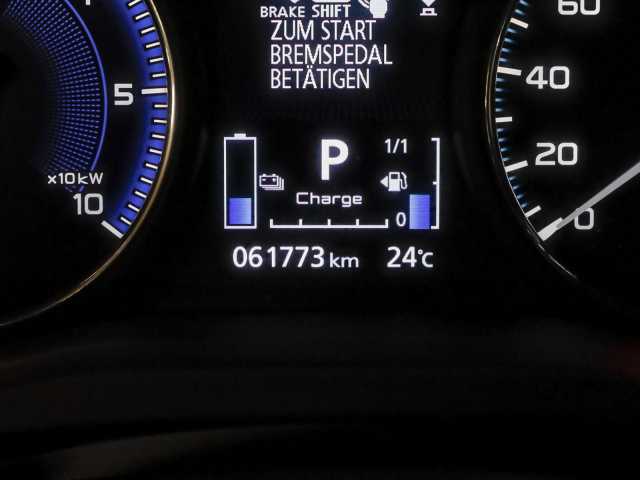 BRAKE SHIFT
ZUM START
BREMSPEDAL
BETÄTIGEN
60
5
40
P
1/1
20
x10kW
Charge
10
0
0
061773 km
24°C